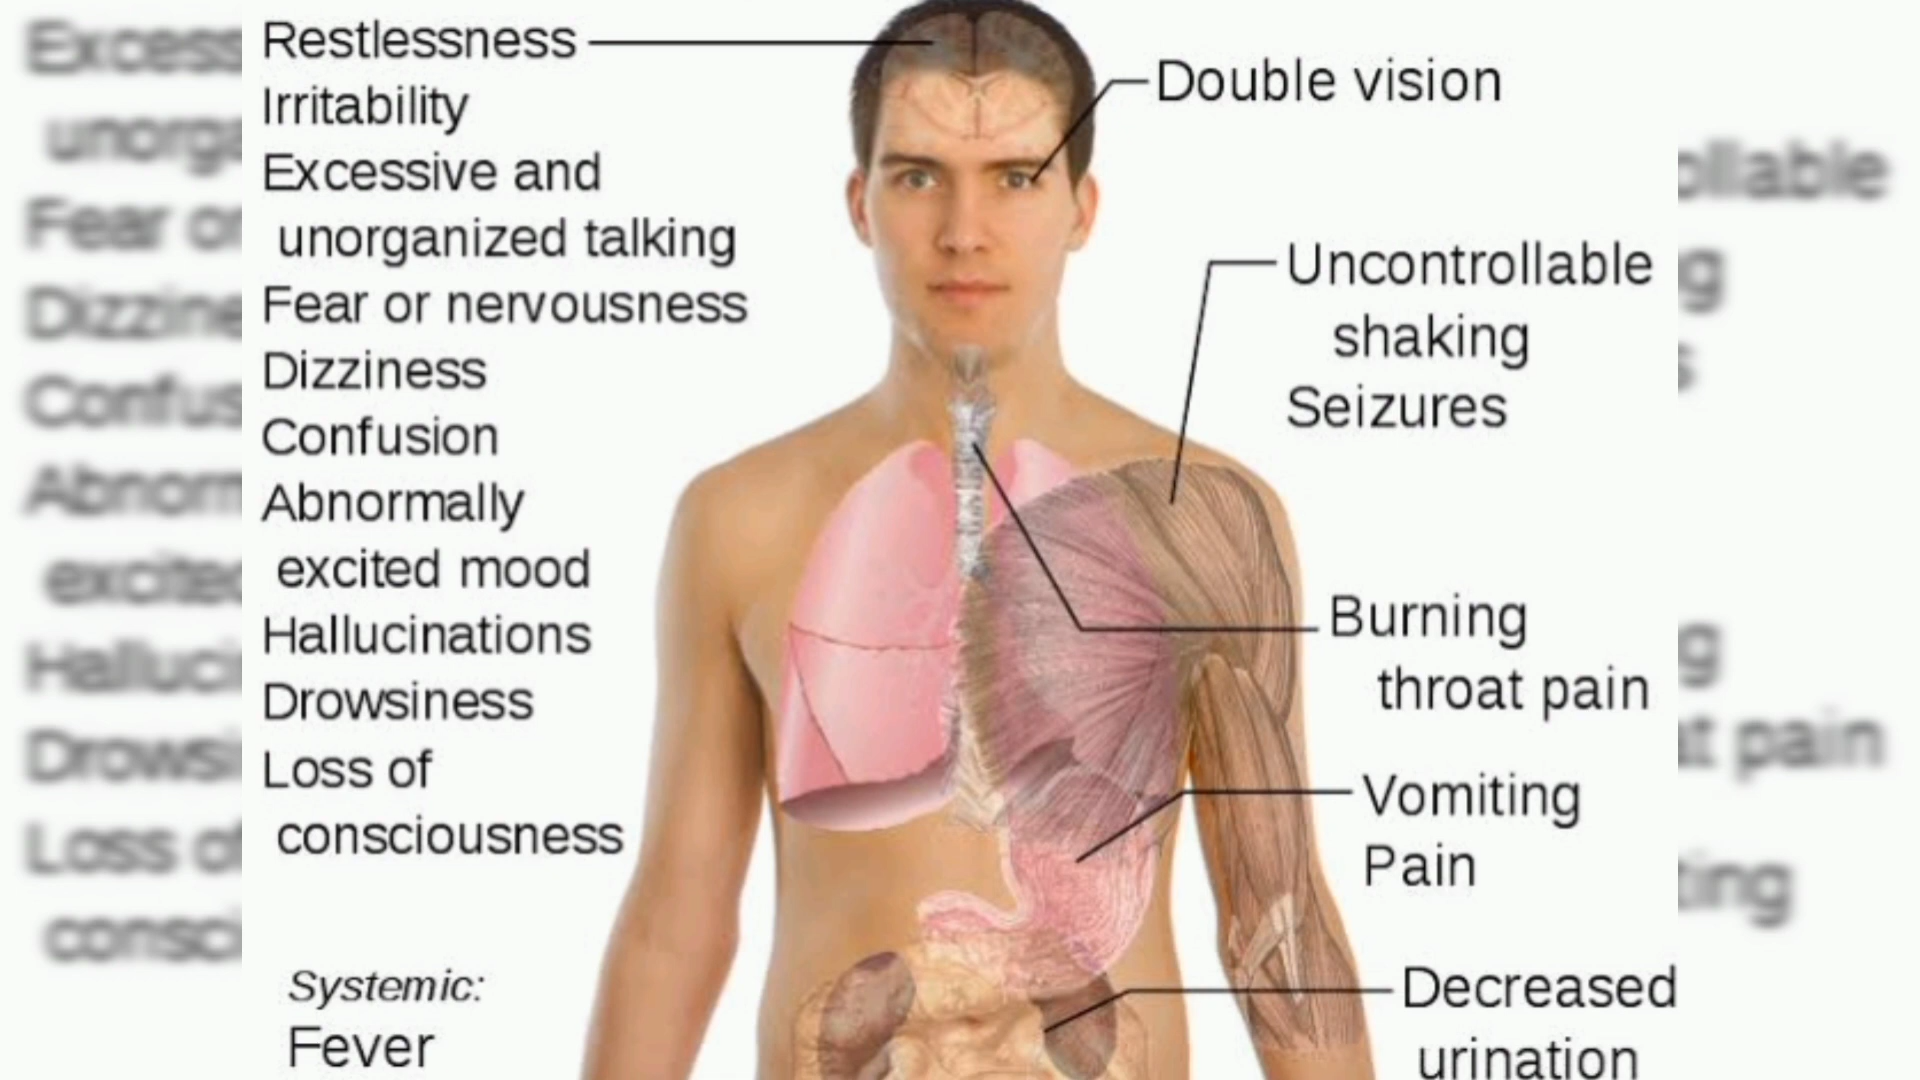 Restlessness
Irritability
Excessive and
unorganized talking
Fear or nervousness
Dizziness
Confusion
Abnormally
excited mood
Hallucinations
Drowsiness
Loss of
consciousness
Systemic:
Fever
Double vision
Uncontrollable
shaking
Seizures
Burning
throat pain
Vomiting
Pain
Decreased
urination